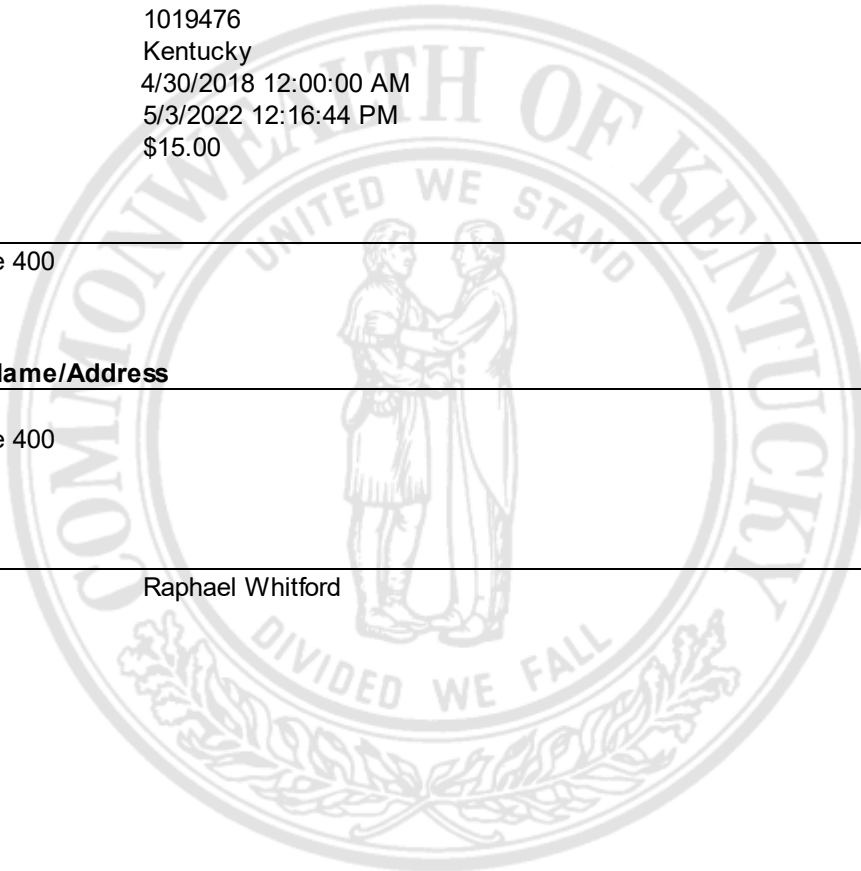 1019476
Kentucky
4/30/2018 12:00:00 AM
5/3/2022 12:16:44 PM
$15.00
e 400
lame/Address
e 400
Raphael Whitford
COMMONWEALTH OF KENTUCKY
UNITED WE STAND
DIVIDED WE FALL